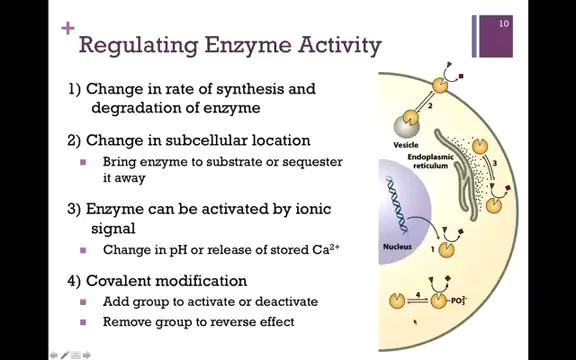 10
+
Regulating Enzyme Activity
1) Change in rate of synthesis and
degradation of enzyme
2) Change in subcellular location
Bring enzyme to substrate or sequester
it away
3) Enzyme can be activated by ionic
signal
Change in pH or release of stored Ca²⁺
4) Covalent modification
Add group to activate or deactivate
Remove group to reverse effect
2
Vesicle
Endoplasmic
reticulum
3
Nucleus
1
4
PO₃²⁻